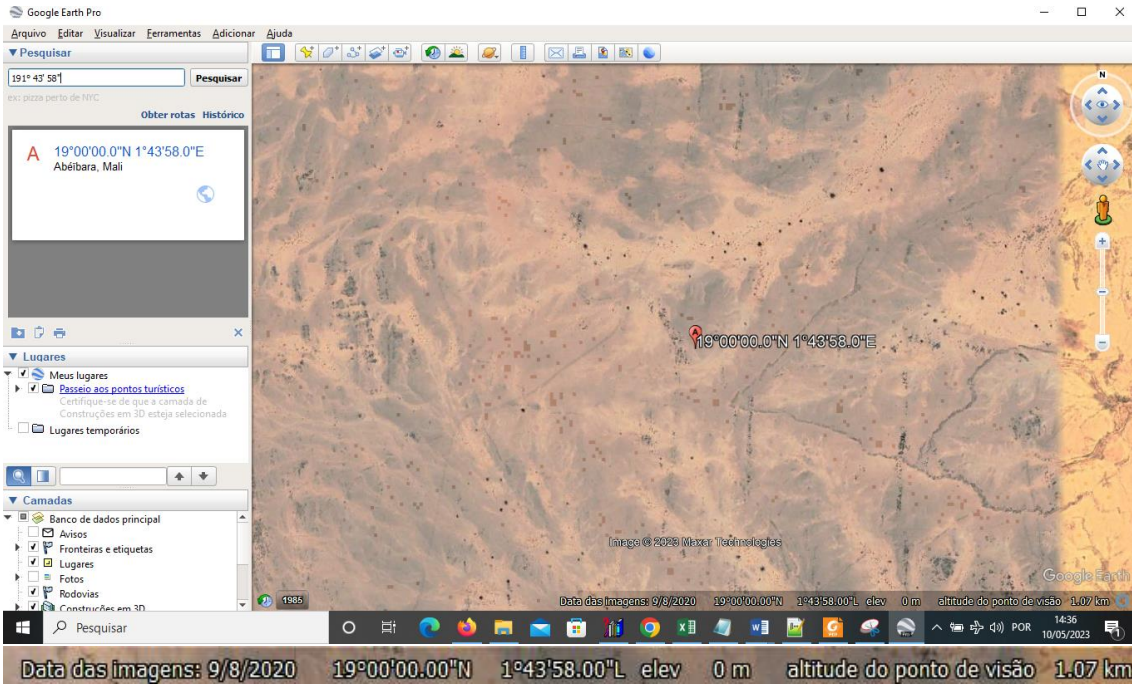 Google Earth Pro
Arquivo Editar Visualizar Ferramentas Adicionar Ajuda
Pesquisar
191° 43' 58"
Pesquisar
ex: pizza perto de NYC
Obter rotas Histórico
A
19°00'00.0"N 1°43'58.0"E
Abéïbara, Mali
Lugares
Meus lugares
Passeio aos pontos turísticos
Certifique-se de que a camada de
Construções em 3D esteja selecionada
Lugares temporários
Camadas
Banco de dados principal
Avisos
Fronteiras e etiquetas
Lugares
Fotos
Rodovias
Construções em 3D
N
A
19°00'00.0"N 1°43'58.0"E
Image © 2023 Maxar Technologies
Google Earth
1985
Data das imagens: 9/8/2020 19°00'00.00"N 1°43'58.00"L elev 0 m altitude do ponto de visão 1.07 km
Pesquisar
POR
14:36
10/05/2023
1
Data das imagens: 9/8/2020 19°00'00.00"N 1°43'58.00"L elev 0 m altitude do ponto de visão 1.07 km